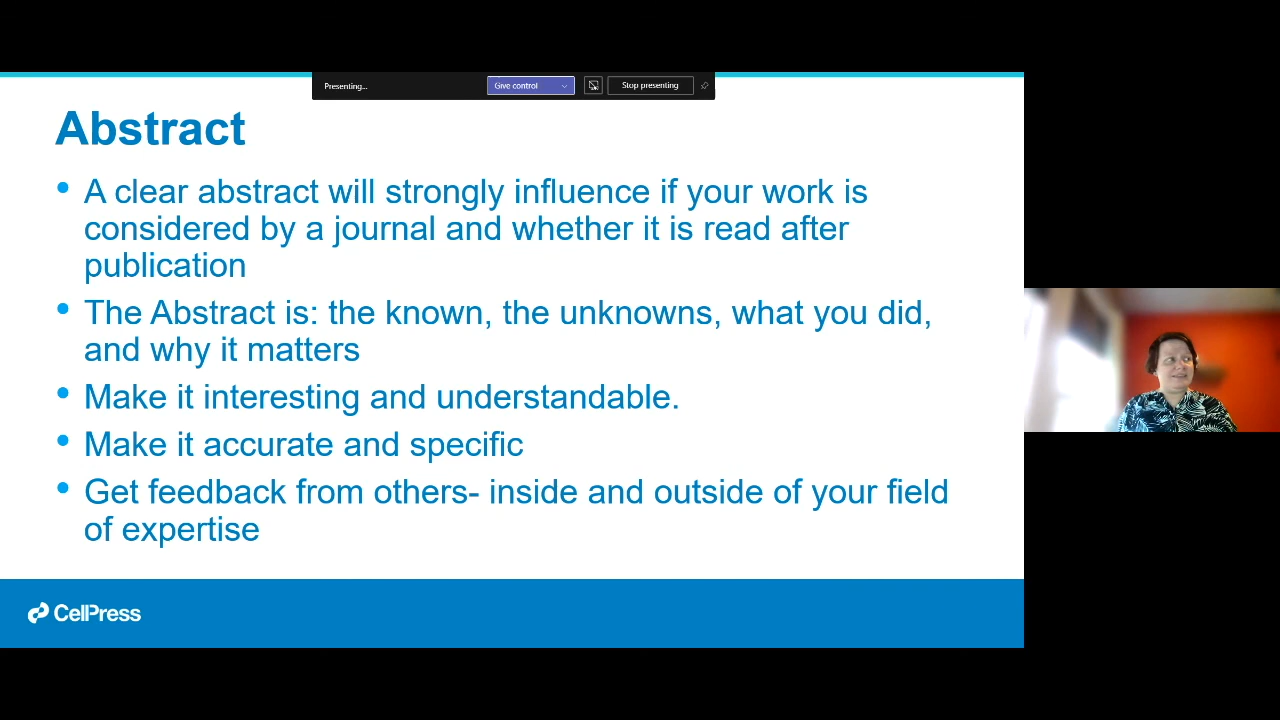 Presenting...
Give control
Stop presenting
Abstract
• A clear abstract will strongly influence if your work is
considered by a journal and whether it is read after
publication
• The Abstract is: the known, the unknowns, what you did,
and why it matters
• Make it interesting and understandable.
• Make it accurate and specific
• Get feedback from others- inside and outside of your field
of expertise
CellPress